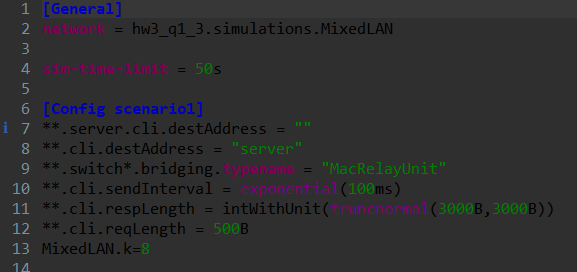 1 [General]
2 network = hw3_q1_3.simulations.MixedLAN
3
4 sim-time-limit = 50s
5
6 [Config scenario1]
i 7 **.server.cli.destAddress = ""
8 **.cli.destAddress = "server"
9 **.switch*.bridging.typename = "MacRelayUnit"
10 **.cli.sendInterval = exponential(100ms)
11 **.cli.respLength = intWithUnit(truncnormal(3000B,3000B))
12 **.cli.reqLength = 500B
13 MixedLAN.k=8
14